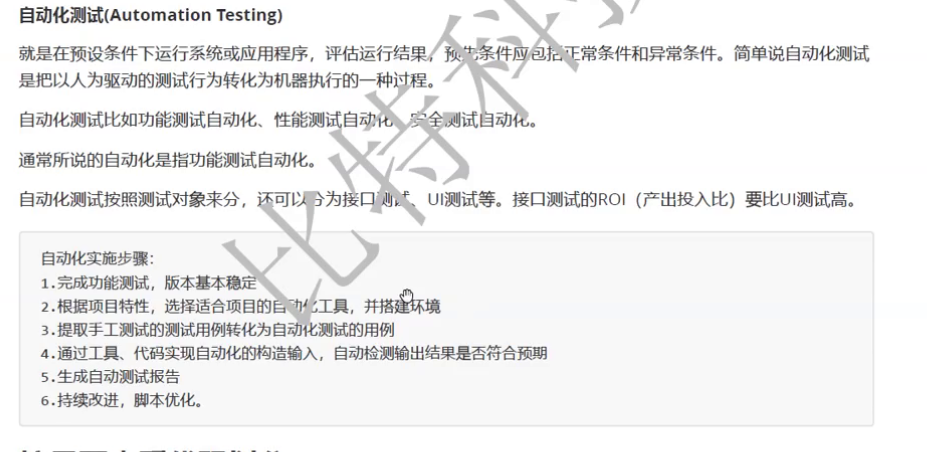 自动化测试(Automation Testing)
就是在预设条件下运行系统或应用程序，评估运行结果，预先条件应包括正常条件和异常条件。简单说自动化测试
是把以人为驱动的测试行为转化为机器执行的一种过程。
自动化测试比如功能测试自动化、性能测试自动化、安全测试自动化。
通常所说的自动化是指功能测试自动化。
自动化测试按照测试对象来分，还可以分为接口测试、UI测试等。接口测试的ROI（产出投入比）要比UI测试高。
自动化实施步骤:
1.完成功能测试，版本基本稳定
2.根据项目特性，选择适合项目的自动化工具，并搭建环境
3.提取手工测试的测试用例转化为自动化测试的用例
4.通过工具、代码实现自动化的构造输入，自动检测输出结果是否符合预期
5.生成自动测试报告
6.持续改进，脚本优化。
比特科